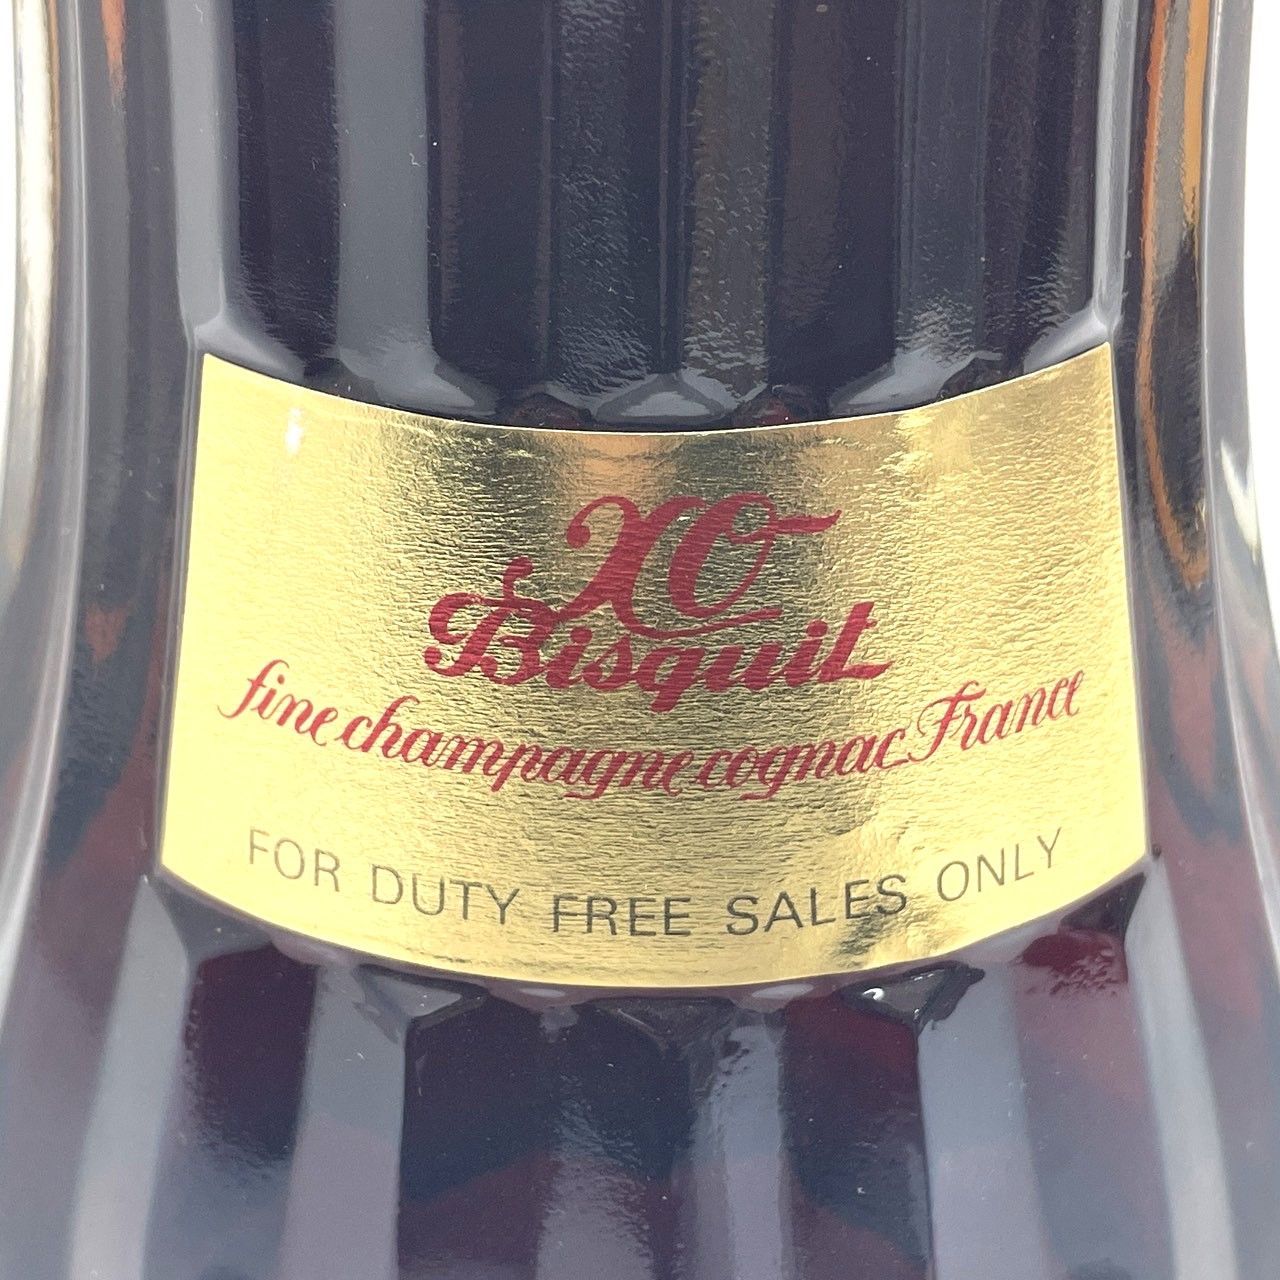 XO
Bisquit
fine champagne cognac France
FOR DUTY FREE SALES ONLY